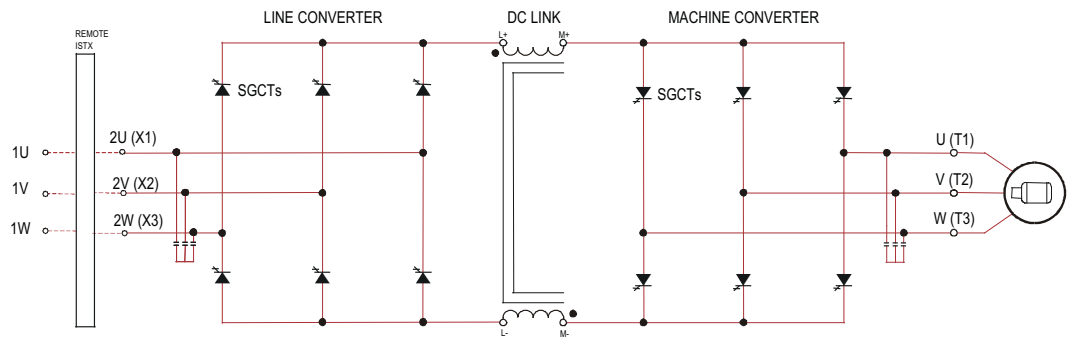 LINE CONVERTER
DC LINK
MACHINE CONVERTER
REMOTE
ISTX
L+
M+
SGCTs
SGCTs
1U
2U (X1)
U (T1)
1V
2V (X2)
V (T2)
1W
2W (X3)
W (T3)
L-
M-